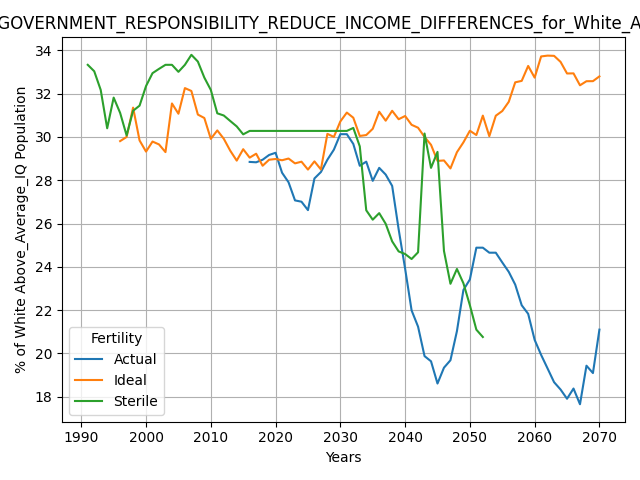 GOVERNMENT_RESPONSIBILITY_REDUCE_INCOME_DIFFERENCES_for_White_A
% of White Above_Average_IQ Population
34
32
30
28
26
24
22
20
18
Fertility
Actual
Ideal
Sterile
1990 2000 2010 2020 2030 2040 2050 2060 2070
Years